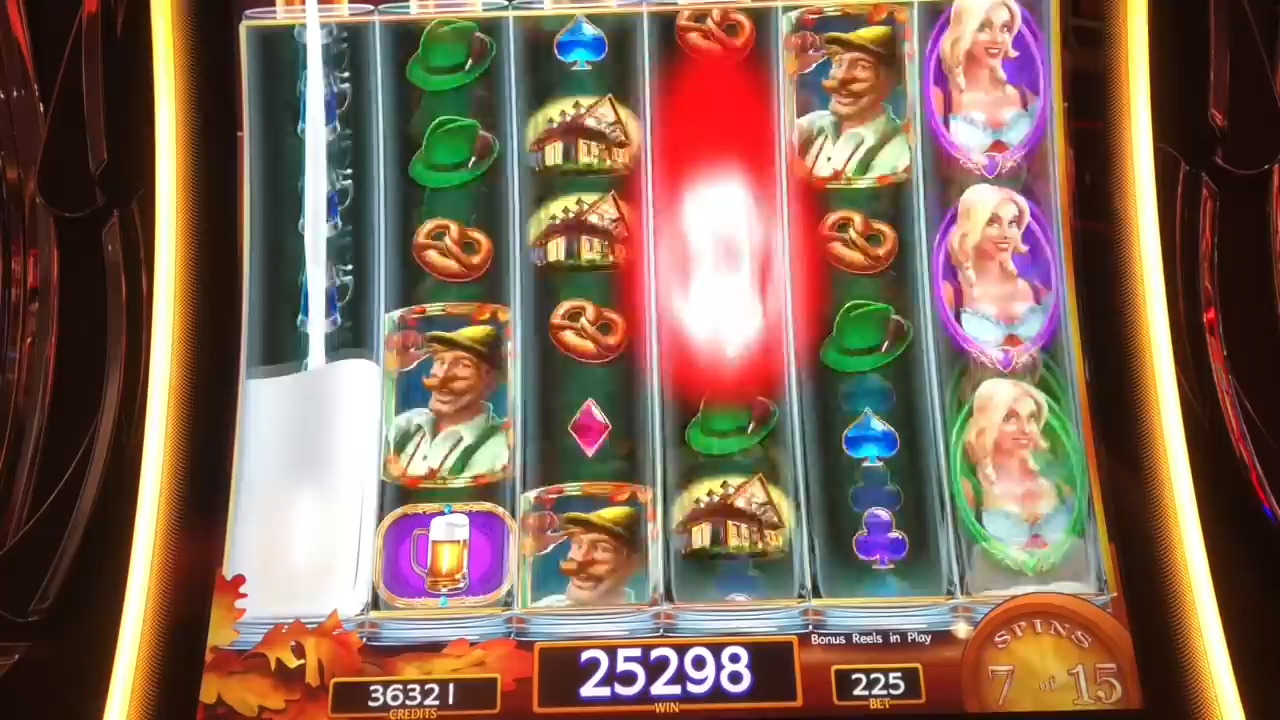 Bonus Reels in Play
SPINS
7 of 15
36321
CREDITS
25298
WIN
225
BET